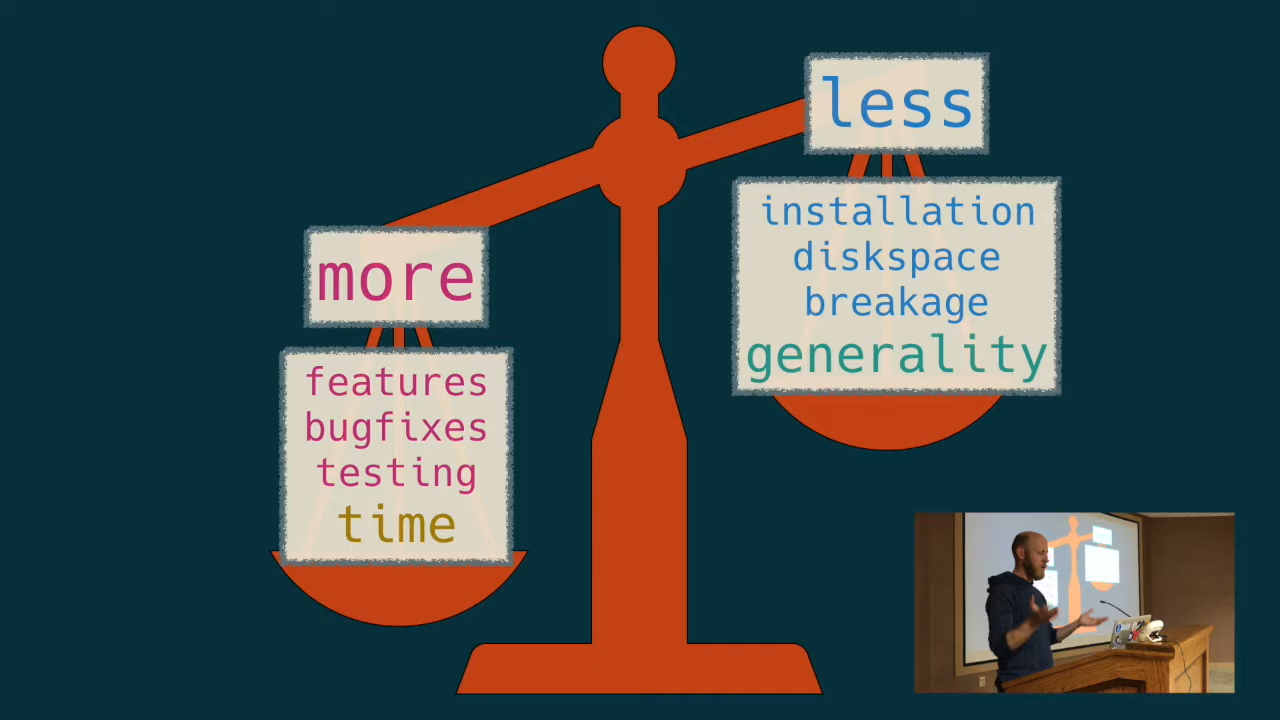 more
features
bugfixes
testing
time
less
installation
diskspace
breakage
generality